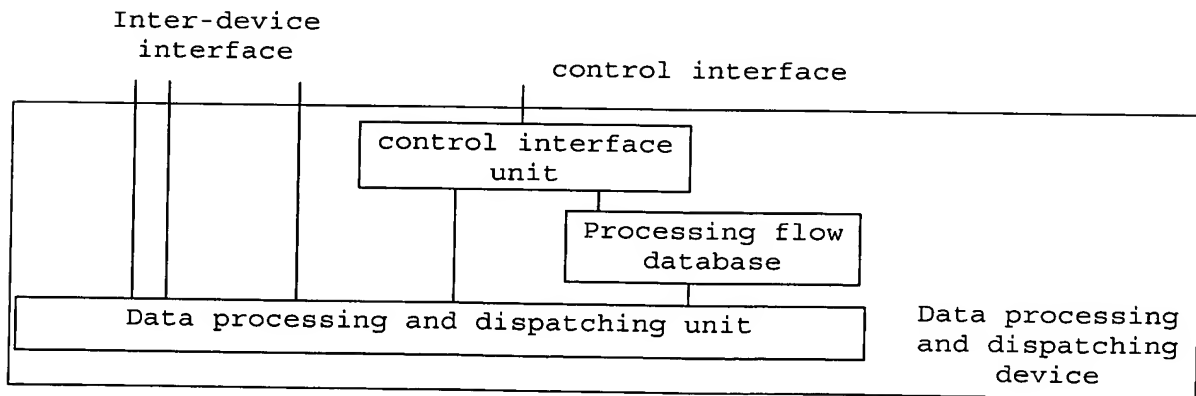 Inter-device
interface
control interface
control interface
unit
Processing flow
database
Data processing and dispatching unit
Data processing
and dispatching
device